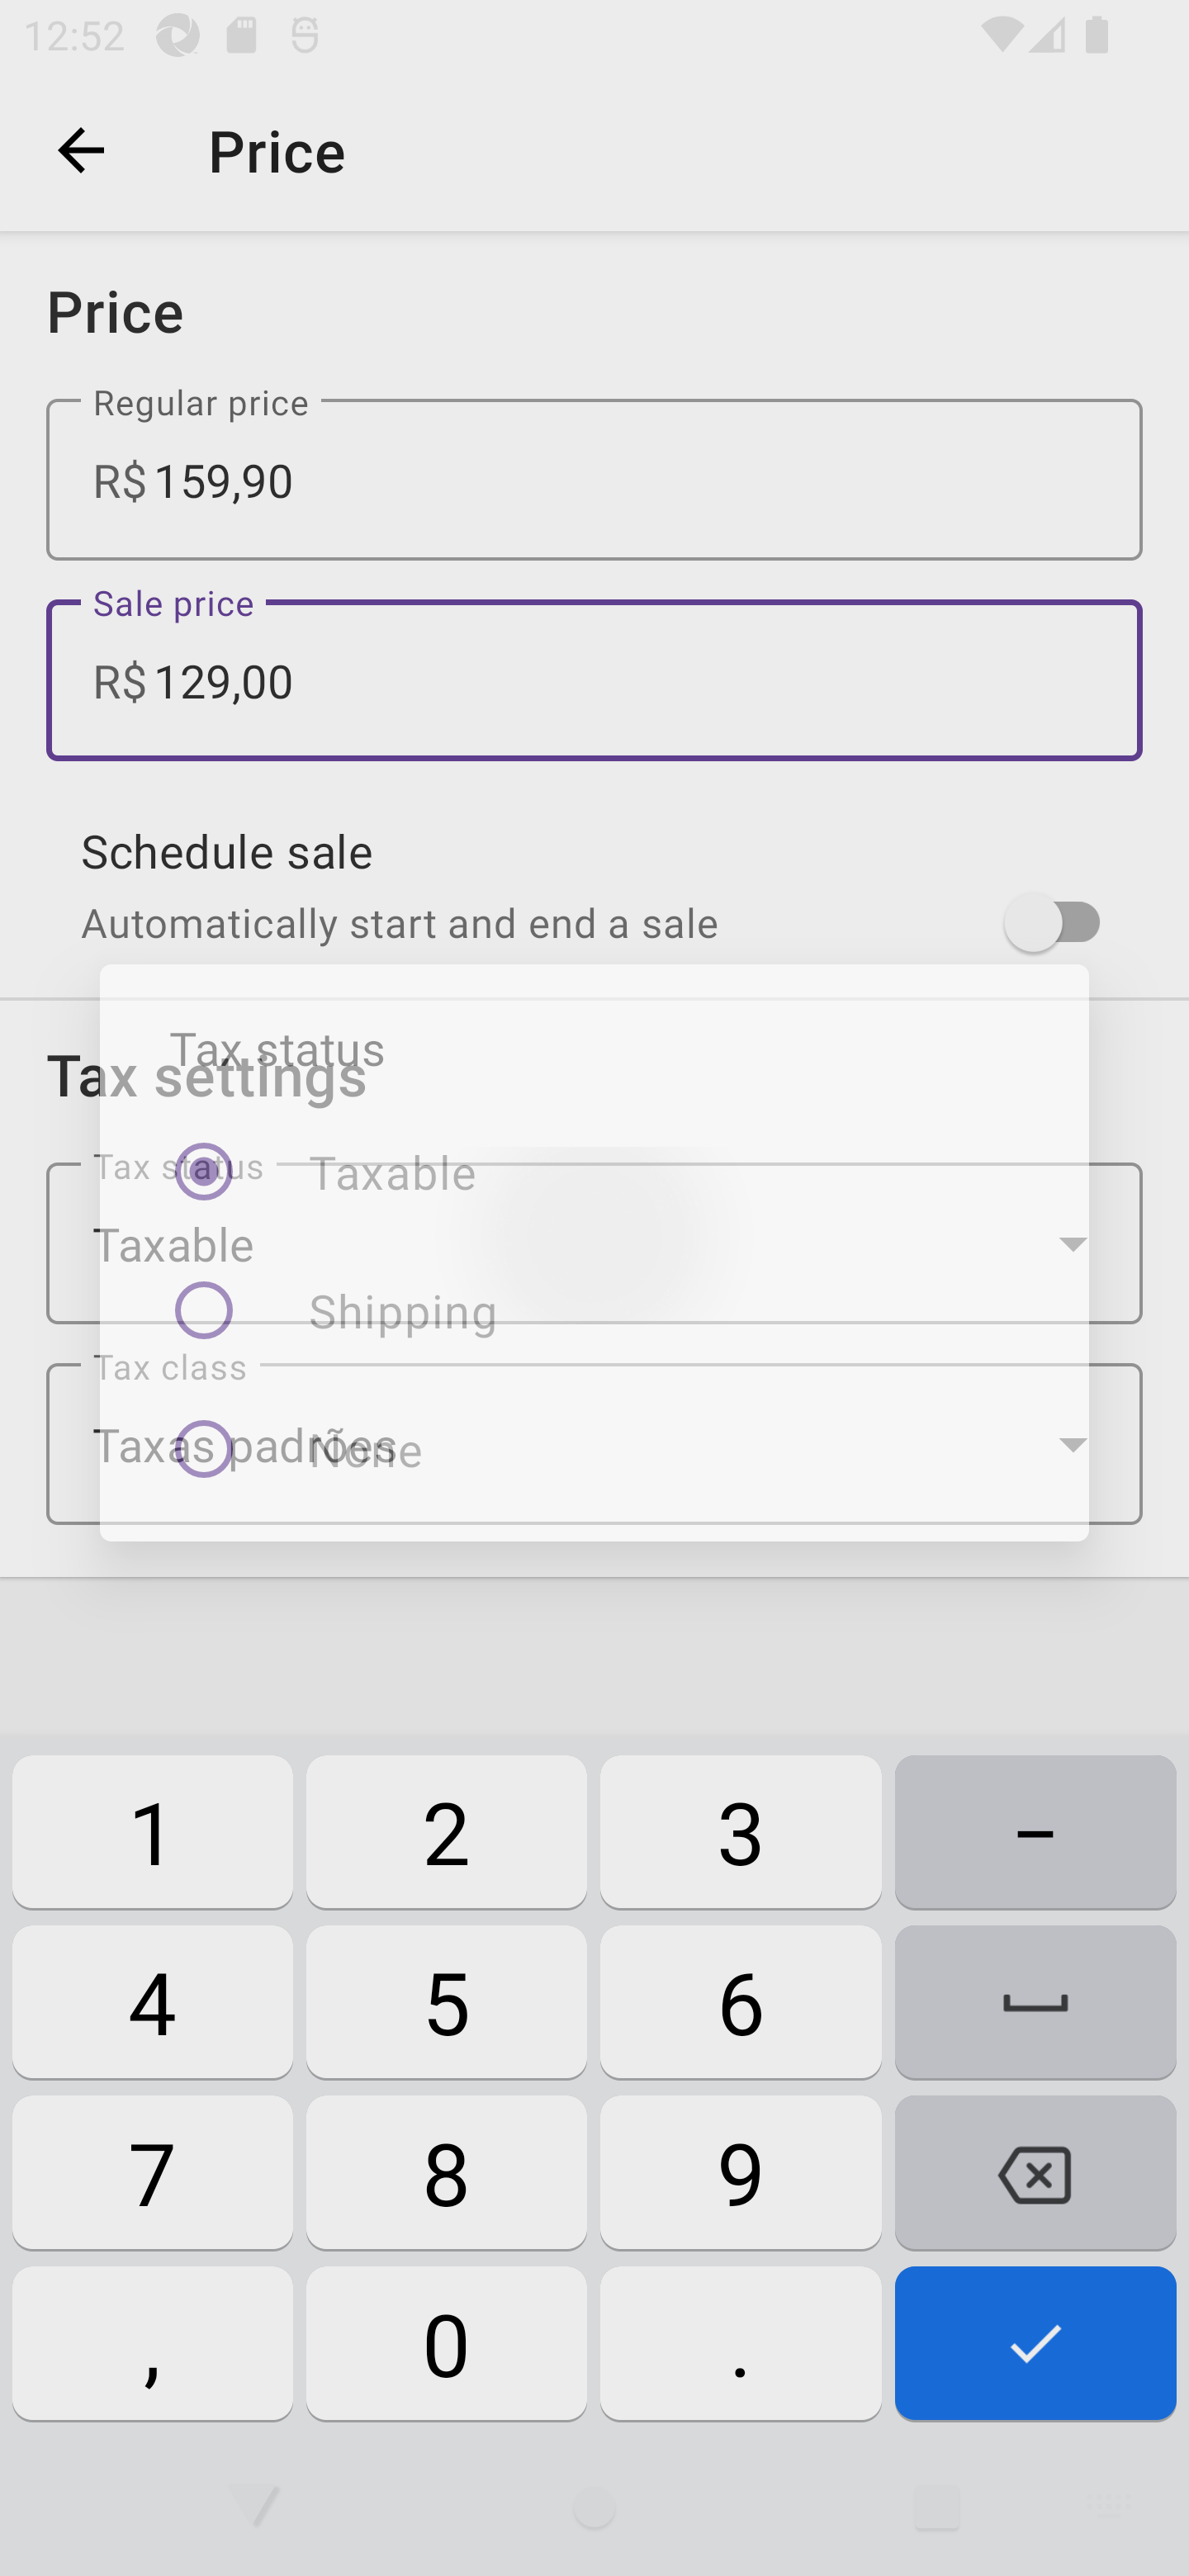 12:52
Price
Price
Regular price
R$ 159,90
Sale price
R$ 129,00
Schedule sale
Automatically start and end a sale
Tax settings
Tax status
Taxable
Tax class
Taxas padrões
Tax status
Taxable
Shipping
None
1 2 3 –
4 5 6
7 8 9
, 0 .